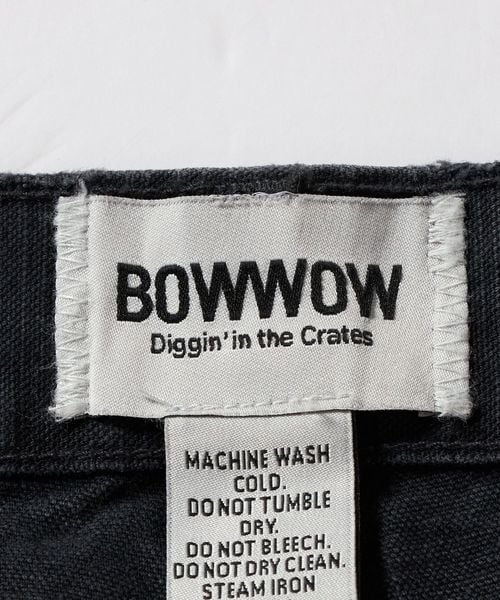 BOWWOW
Diggin' in the Crates
MACHINE WASH
COLD.
DO NOT TUMBLE
DRY.
DO NOT BLEECH.
DO NOT DRY CLEAN.
STEAM IRON